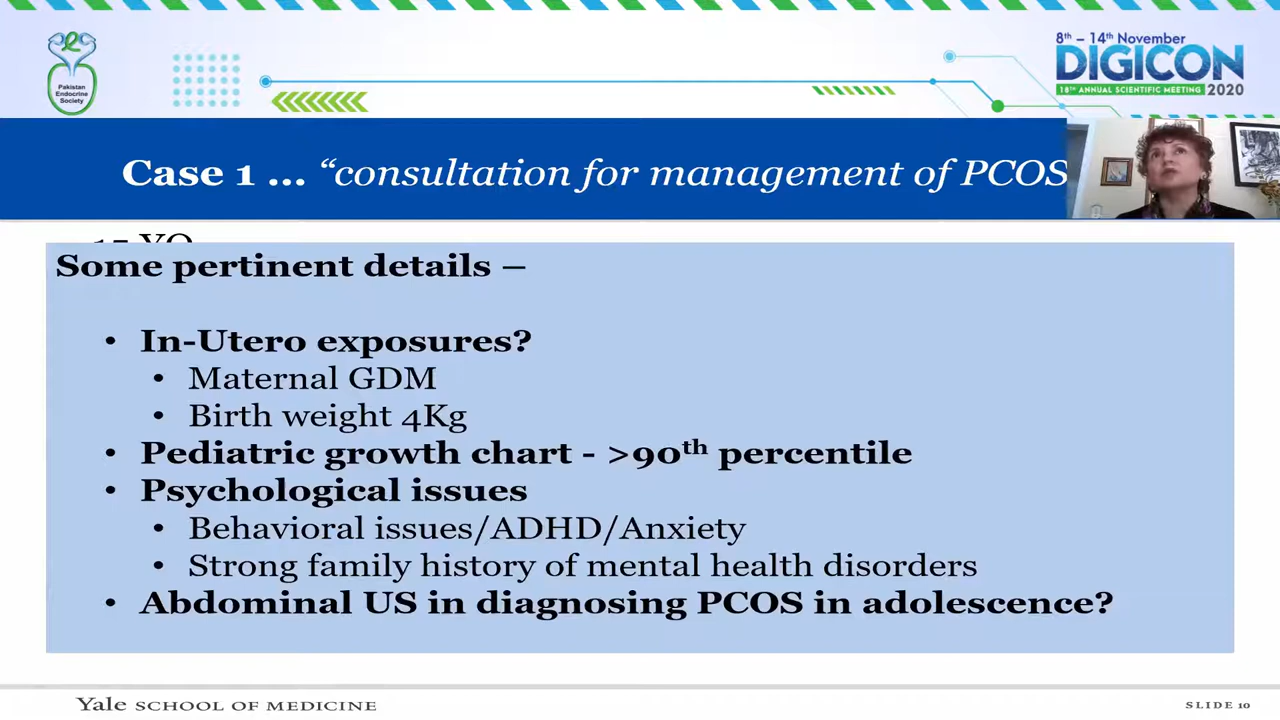 Pakistan
Endocrine
Society
8th – 14th November
DIGICON
18TH ANNUAL SCIENTIFIC MEETING 2020
Case 1 ... “consultation for management of PCOS
Some pertinent details –
• In-Utero exposures?
• Maternal GDM
• Birth weight 4Kg
• Pediatric growth chart - >90th percentile
• Psychological issues
• Behavioral issues/ADHD/Anxiety
• Strong family history of mental health disorders
• Abdominal US in diagnosing PCOS in adolescence?
Yale SCHOOL OF MEDICINE
SLIDE 10